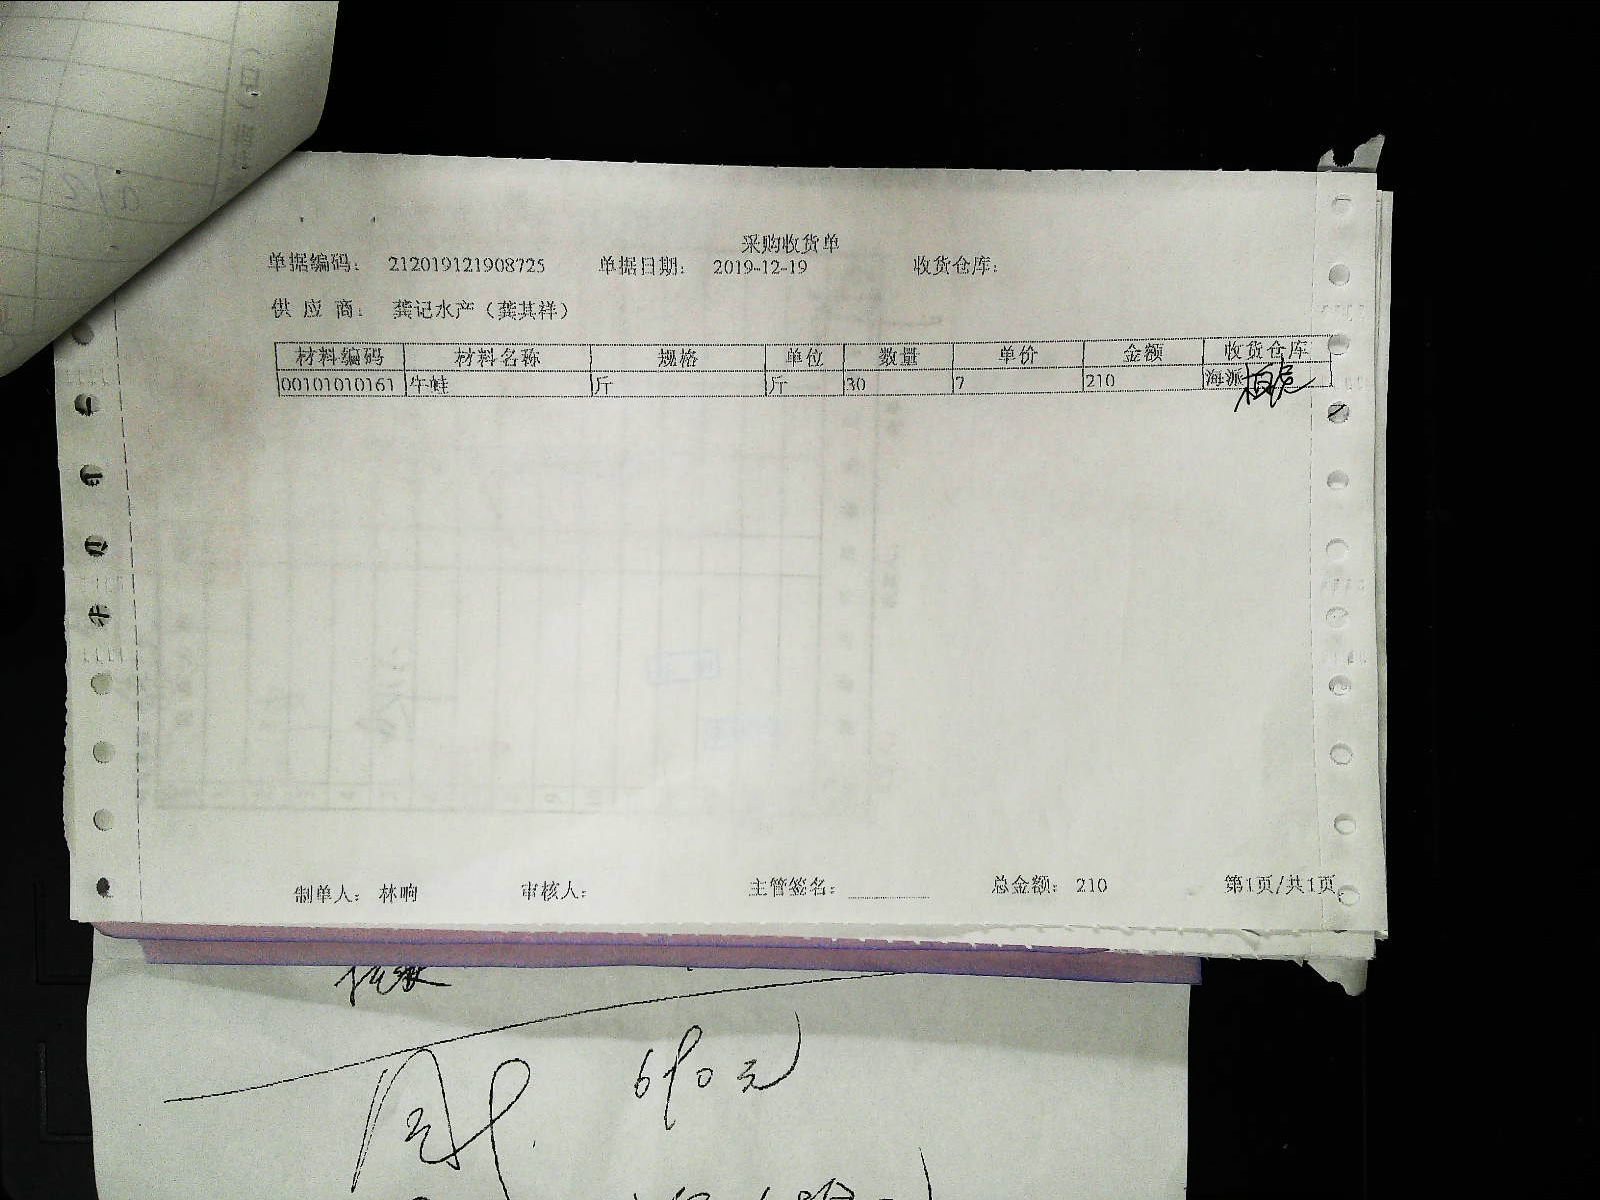 采购收货单
单据编码： 212019121908725 单据日期： 2019-12-19 收货仓库：
供 应 商： 龚记水产（龚其祥）
材料编码 材料名称 规格 单位 数量 单价 金额 收货仓库
00101010161 牛蛙 斤 斤 30 7 210 海派
制单人： 林响 审核人： 主管签名： 总金额： 210 第1页/共1页
690元